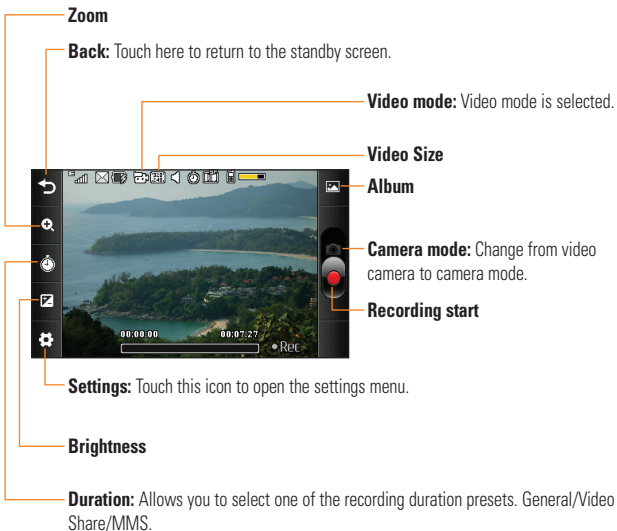 Zoom
Back: Touch here to return to the standby screen.
Video mode: Video mode is selected.
Video Size
Album
Camera mode: Change from video
camera to camera mode.
Recording start
00:00:00 00:07:27
Rec
Settings: Touch this icon to open the settings menu.
Brightness
Duration: Allows you to select one of the recording duration presets. General/Video
Share/MMS.